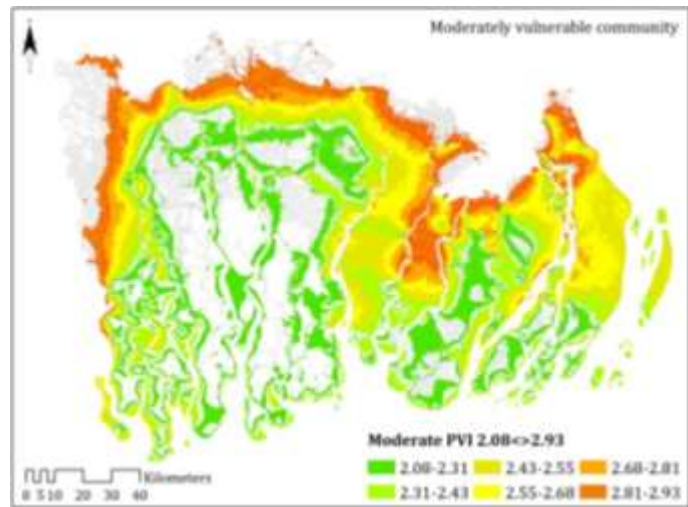 Moderately vulnerable community
Moderate PVI 2.08<>2.93
2.08-2.31 2.43-2.55 2.68-2.81
2.31-2.43 2.55-2.68 2.81-2.93
Kilometers
0 5 10 20 30 40